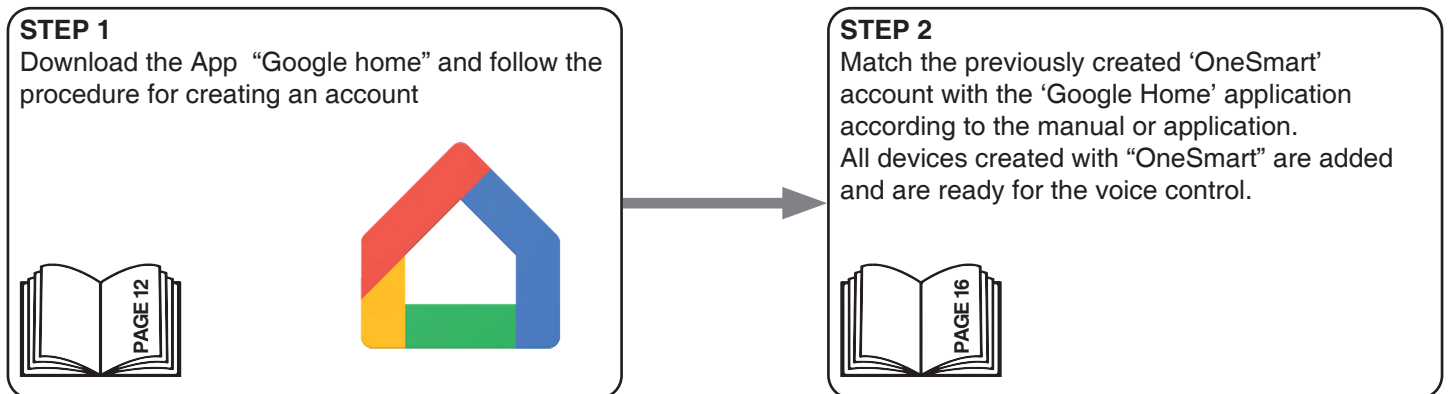 STEP 1
Download the App “Google home” and follow the
procedure for creating an account
PAGE 12
STEP 2
Match the previously created ‘OneSmart’
account with the ‘Google Home’ application
according to the manual or application.
All devices created with “OneSmart” are added
and are ready for the voice control.
PAGE 16